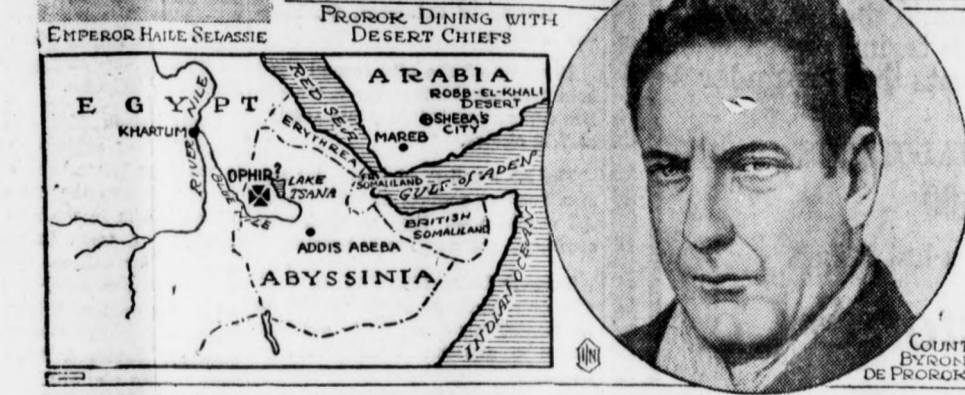 EMPEROR HAILE SELASSIE
PROROK DINING WITH
DESERT CHIEFS
EGYPT
RIVER NILE
KHARTUM
BLUE NILE
OPHIR?
LAKE
TSANA
ADDIS ABEBA
ABYSSINIA
RED SEA
ERYTHREA
FR.
SOMALILAND
BRITISH
SOMALILAND
ARABIA
ROBB-EL-KHALI
DESERT
SHEBA'S
CITY
MAREB
GULF of ADEN
INDIAN OCEAN
COUNT
BYRON
DE PROROK